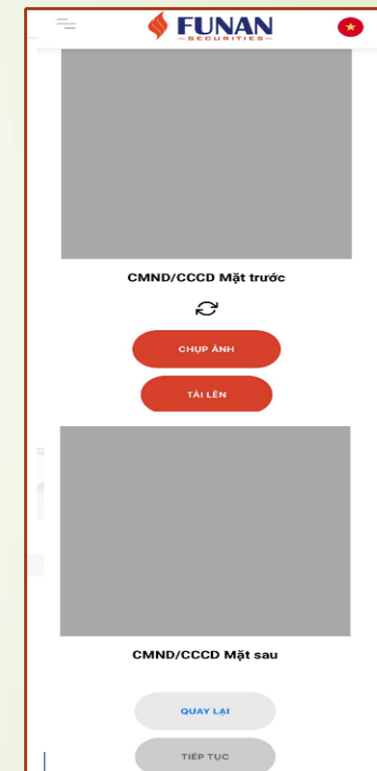 FUNAN
SECURITIES
CMND/CCCD Mặt trước
CHỤP ẢNH
TẢI LÊN
CMND/CCCD Mặt sau
QUAY LẠI
TIẾP TỤC